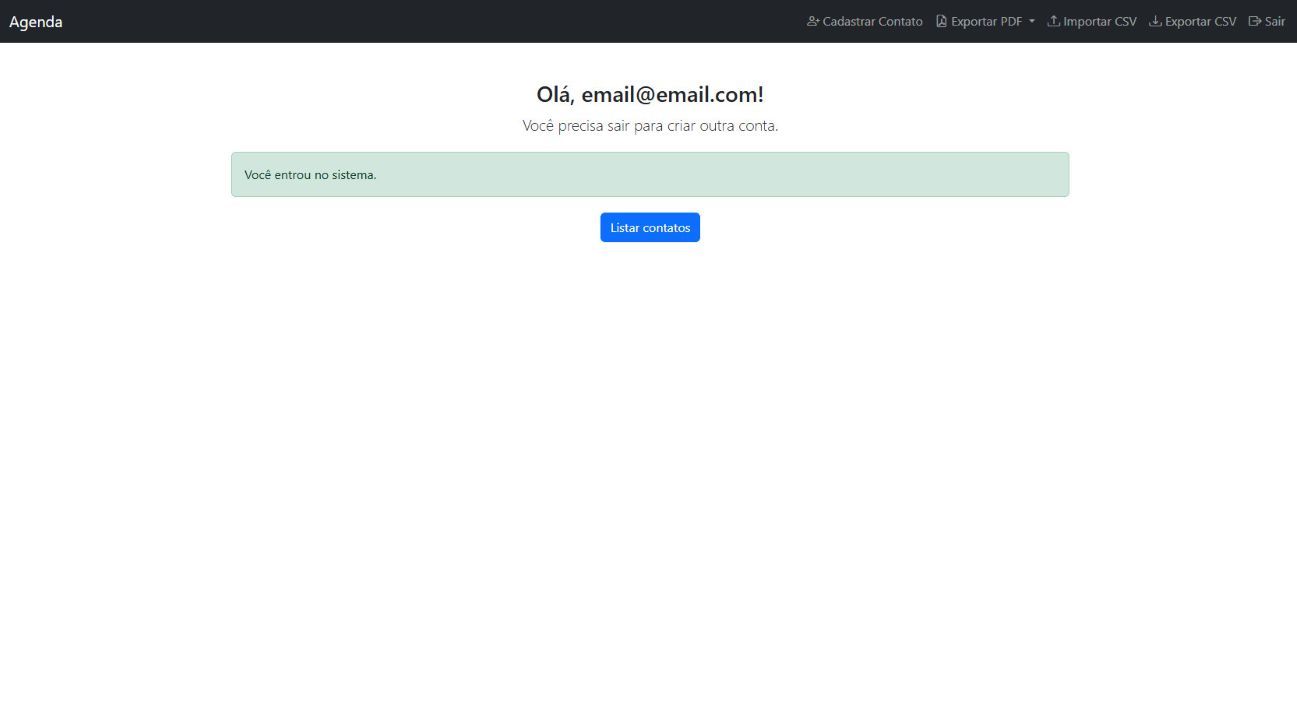 Agenda
Cadastrar Contato Exportar PDF Importar CSV Exportar CSV Sair
Olá, email@email.com!
Você precisa sair para criar outra conta.
Você entrou no sistema.
Listar contatos